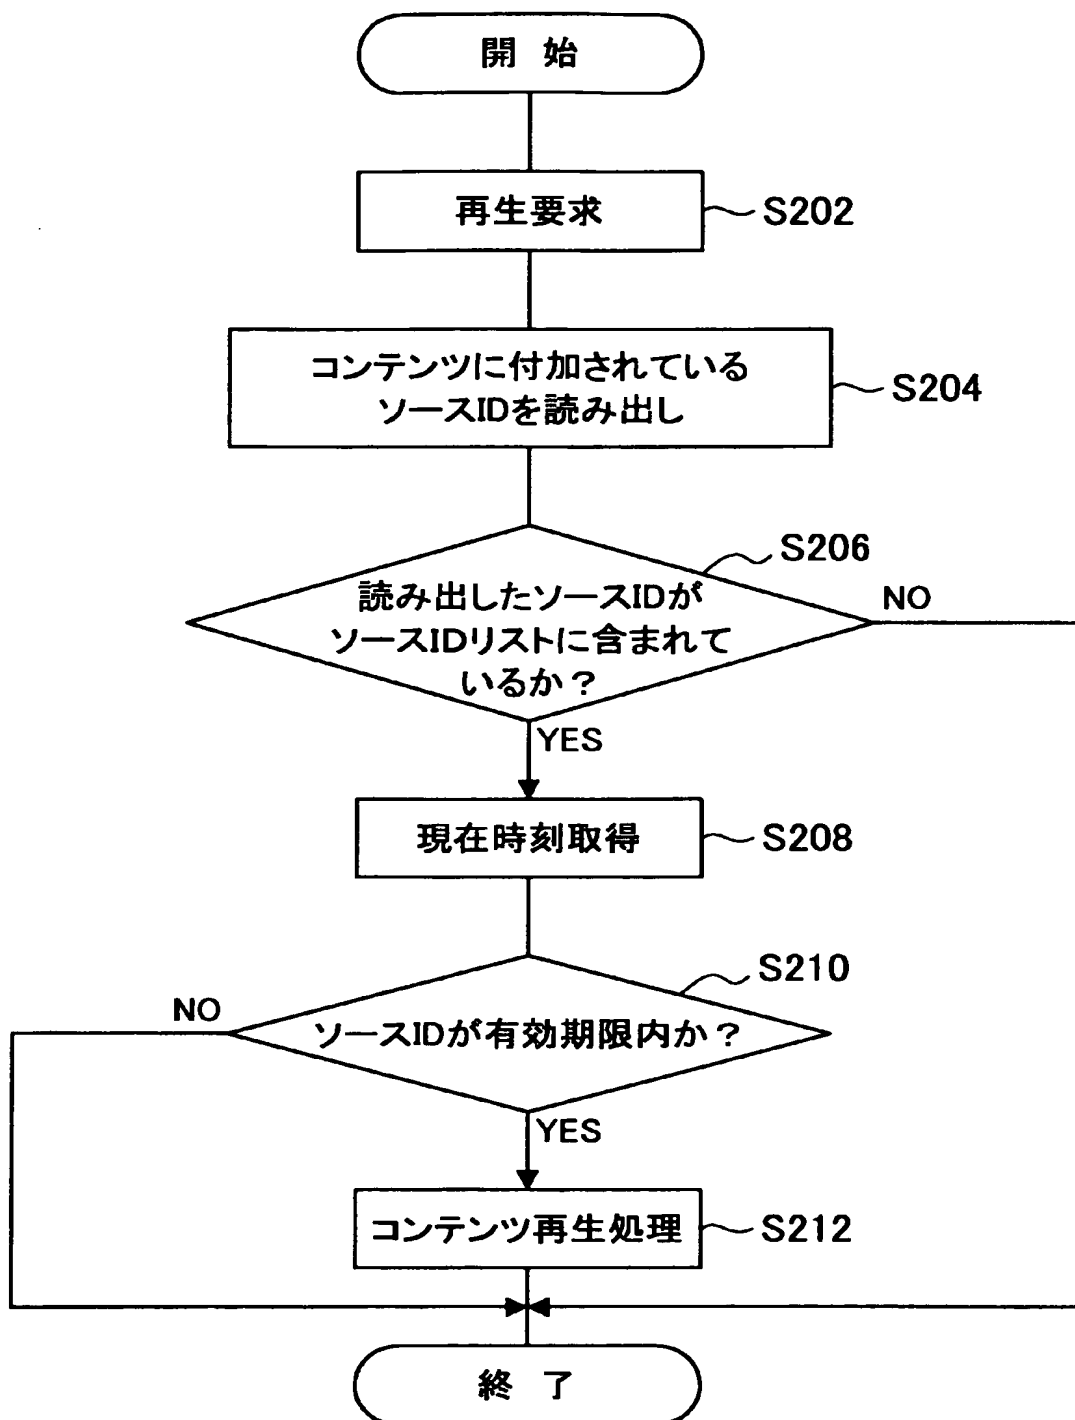 開 始
再生要求
S202
コンテンツに付加されている
ソースIDを読み出し
S204
S206
読み出したソースIDが
ソースIDリストに含まれて
いるか？
NO
YES
現在時刻取得
S208
S210
NO
ソースIDが有効期限内か？
YES
コンテンツ再生処理
S212
終 了